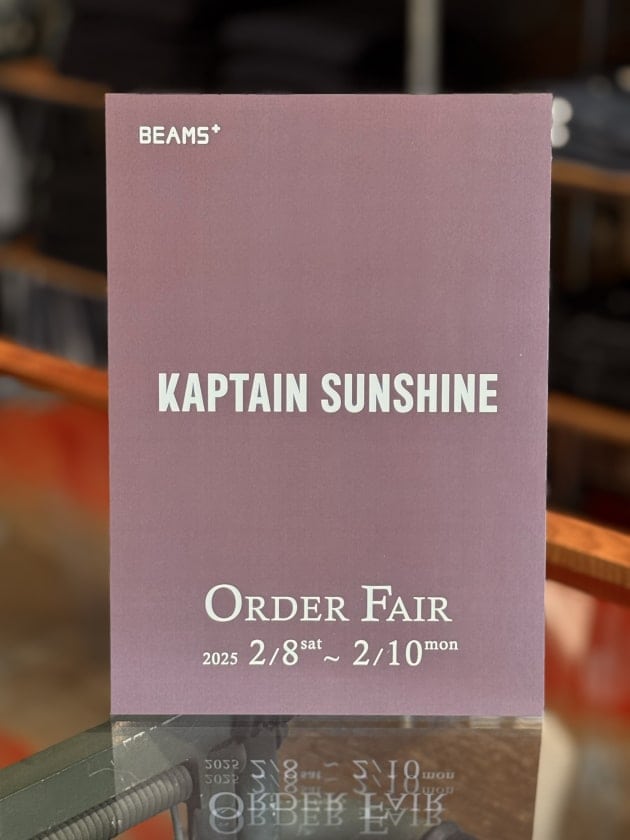 BEAMS+
KAPTAIN SUNSHINE
ORDER FAIR
2025 2/8sat~ 2/10mon